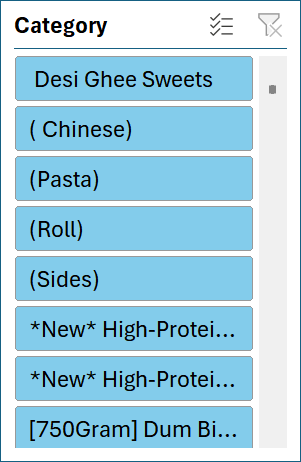 Category
Desi Ghee Sweets
( Chinese)
(Pasta)
(Roll)
(Sides)
*New* High-Protei...
*New* High-Protei...
[750Gram] Dum Bi...